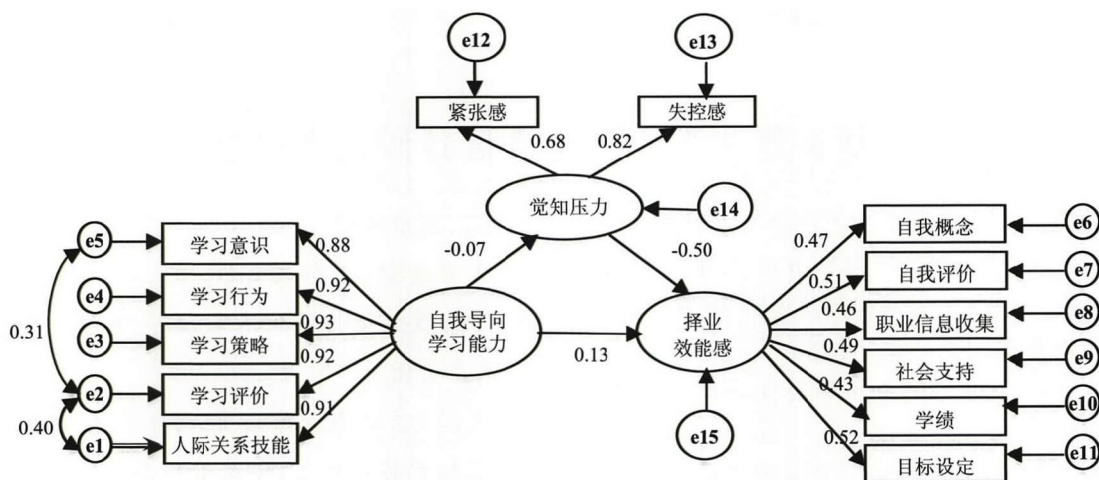 e12
e13
紧张感
失控感
0.68
0.82
觉知压力
e14
e5
学习意识
0.88
-0.07
-0.50
0.47
自我概念
e6
e4
学习行为
0.92
0.51
自我评价
e7
0.31
e3
学习策略
0.93
自我导向
学习能力
0.13
择业
效能感
0.46
职业信息收集
e8
e2
学习评价
0.92
0.49
社会支持
e9
0.40
e1
人际关系技能
0.91
e15
0.43
学绩
e10
0.52
目标设定
e11